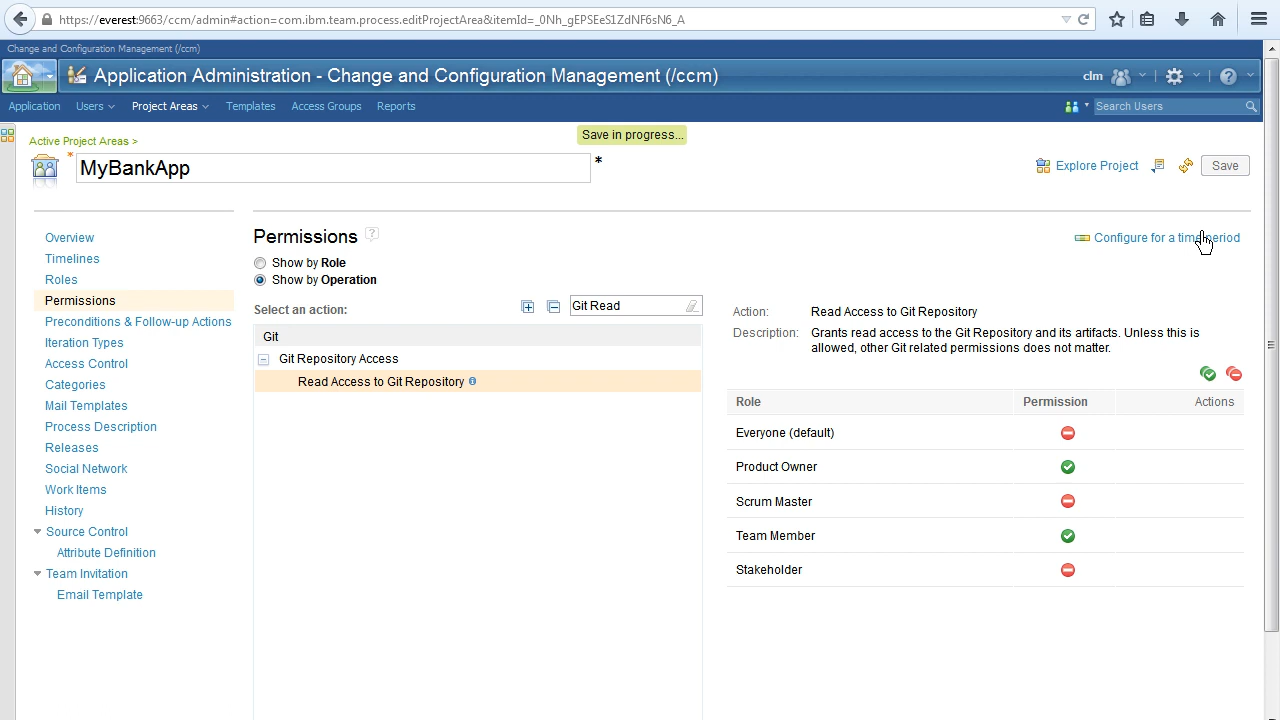 https://everest:9663/ccm/admin#action=com.ibm.team.process.editProjectArea&itemId=_0Nh_gEPSEeS1ZdNF6sN6_A
Change and Configuration Management (/ccm)
Application Administration - Change and Configuration Management (/ccm)
clm
Application Users Project Areas Templates Access Groups Reports
Search Users
Active Project Areas >
Save in progress...
* MyBankApp *
Explore Project
Save
Overview
Timelines
Roles
Permissions
Preconditions & Follow-up Actions
Iteration Types
Access Control
Categories
Mail Templates
Process Description
Releases
Social Network
Work Items
History
Source Control
Attribute Definition
Team Invitation
Email Template
Permissions ?
Configure for a time period
Show by Role
Show by Operation
Select an action:
Git Read
Git
Git Repository Access
Read Access to Git Repository
Action: Read Access to Git Repository
Description: Grants read access to the Git Repository and its artifacts. Unless this is
allowed, other Git related permissions does not matter.
Role Permission Actions
Everyone (default)
Product Owner
Scrum Master
Team Member
Stakeholder